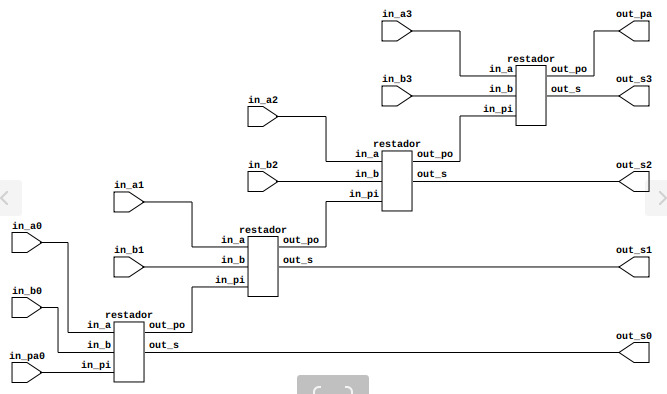 in_a3 out_pa
restador
in_a out_po
in_b3 in_b out_s out_s3
in_a2 in_pi
restador
in_a out_po
in_b2 in_b out_s out_s2
in_a1 in_pi
restador
in_a0 in_a out_po
in_b1 in_b out_s out_s1
in_b0 in_pi
restador
in_a out_po
in_b out_s out_s0
in_pa0 in_pi